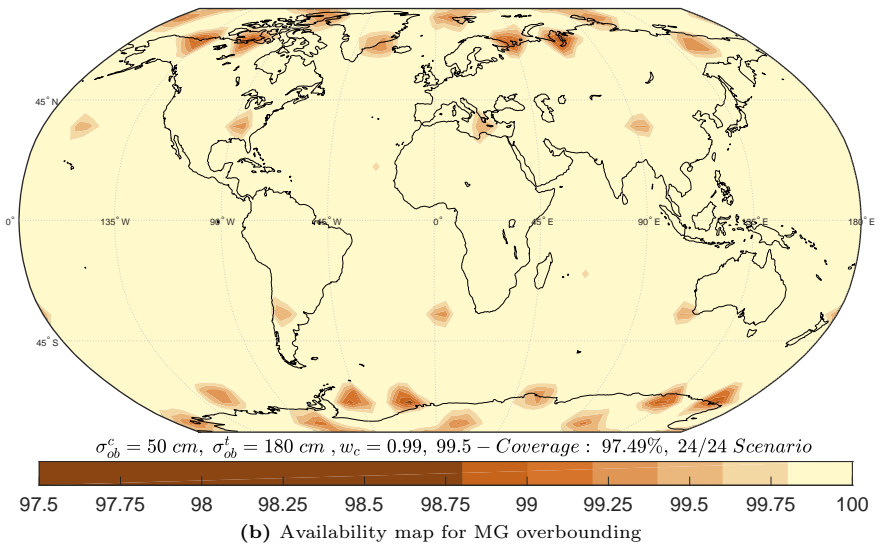 45° N
0° 135° W 90° W 45° W 0° 45° E 90° E 135° E 180° E
45° S
σ^c_ob = 50 cm, σ^t_ob = 180 cm , w_c = 0.99, 99.5 − Coverage : 97.49%, 24/24 Scenario
97.5 97.75 98 98.25 98.5 98.75 99 99.25 99.5 99.75 100
(b) Availability map for MG overbounding